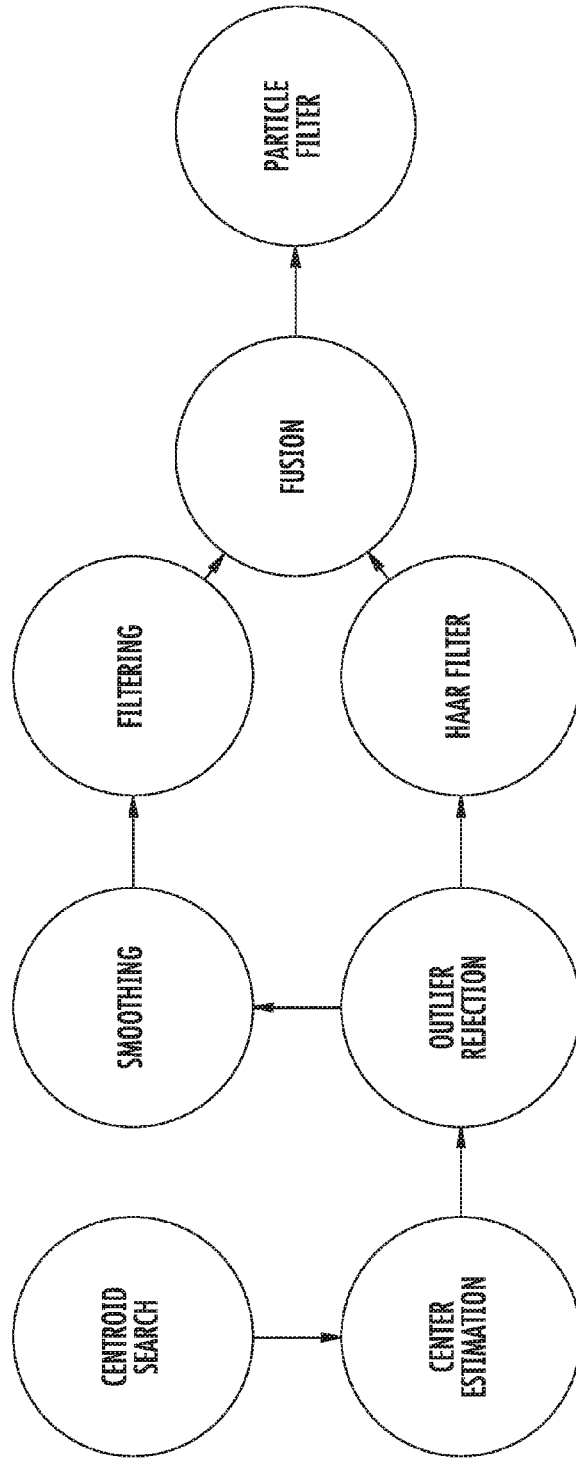 CENTROID
SEARCH
CENTER
ESTIMATION
SMOOTHING
OUTLIER
REJECTION
FILTERING
HAAR FILTER
FUSION
PARTICLE
FILTER